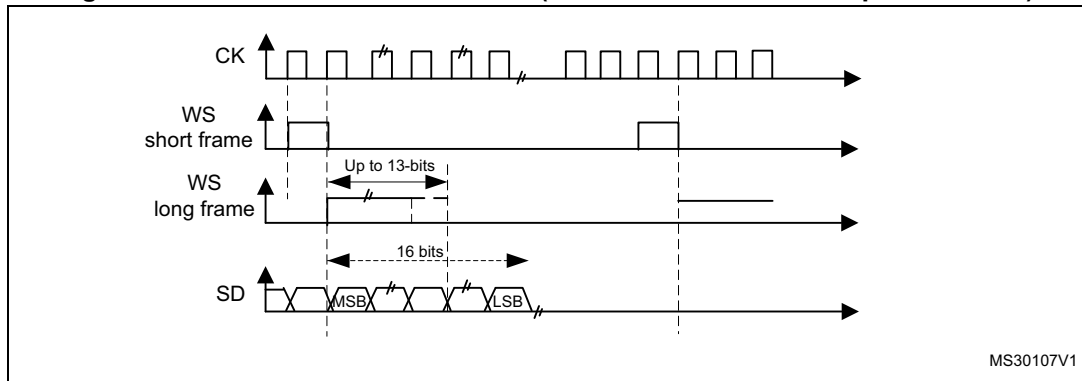 CK
WS
short frame
Up to 13-bits
WS
long frame
16 bits
SD
MSB
LSB
MS30107V1